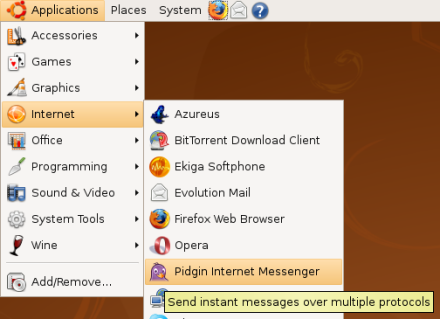 Applications Places System
Accessories
Games
Graphics
Internet
Office
Programming
Sound & Video
System Tools
Wine
Add/Remove...
Azureus
BitTorrent Download Client
Ekiga Softphone
Evolution Mail
Firefox Web Browser
Opera
Pidgin Internet Messenger
Send instant messages over multiple protocols